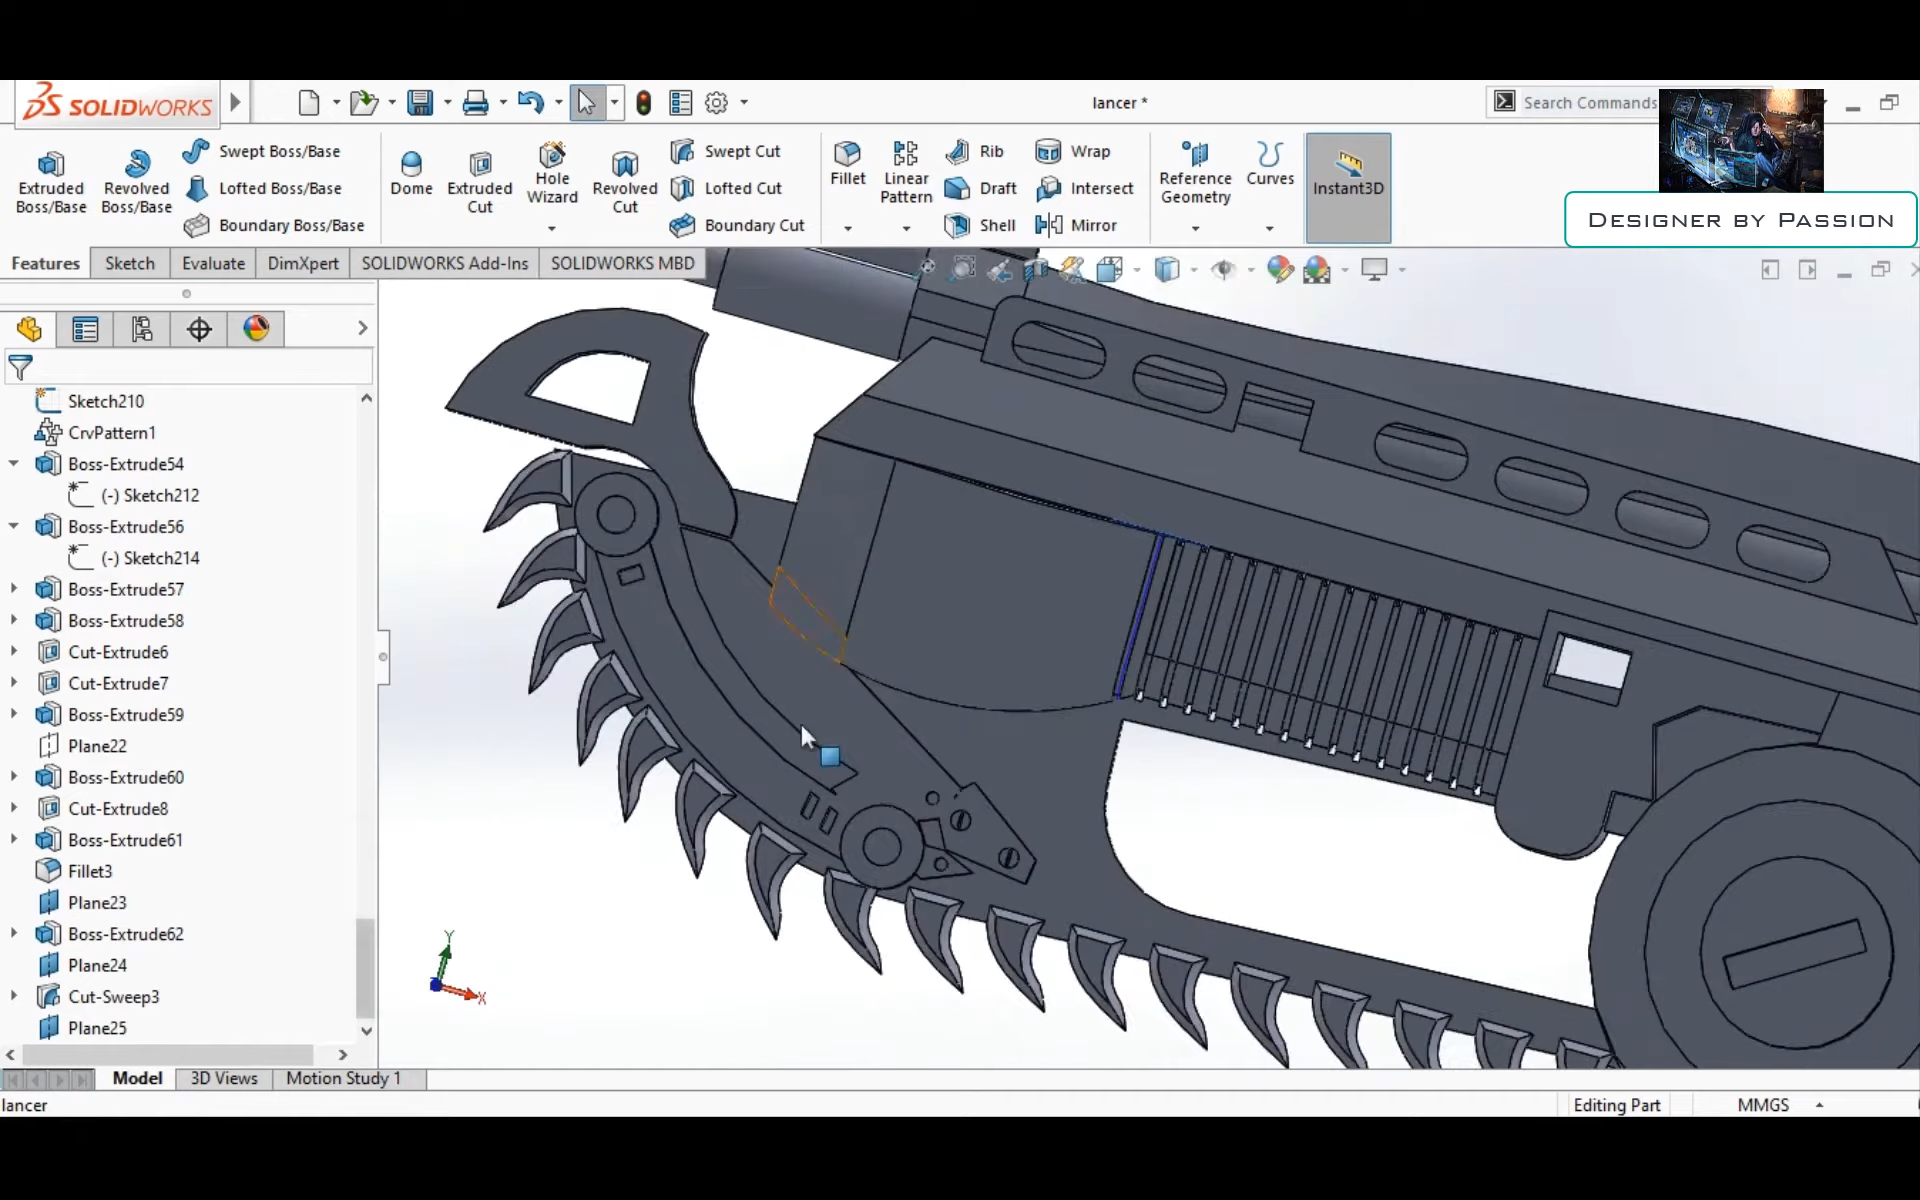 SOLIDWORKS
lancer *
Search Commands
Extruded Boss/Base
Revolved Boss/Base
Swept Boss/Base
Lofted Boss/Base
Boundary Boss/Base
Dome
Extruded Cut
Hole Wizard
Revolved Cut
Swept Cut
Lofted Cut
Boundary Cut
Fillet
Linear Pattern
Rib
Draft
Shell
Wrap
Intersect
Mirror
Reference Geometry
Curves
Instant3D
Designer by Passion
Features
Sketch
Evaluate
DimXpert
SOLIDWORKS Add-Ins
SOLIDWORKS MBD
Sketch210
CrvPattern1
Boss-Extrude54
(-) Sketch212
Boss-Extrude56
(-) Sketch214
Boss-Extrude57
Boss-Extrude58
Cut-Extrude6
Cut-Extrude7
Boss-Extrude59
Plane22
Boss-Extrude60
Cut-Extrude8
Boss-Extrude61
Fillet3
Plane23
Boss-Extrude62
Plane24
Cut-Sweep3
Plane25
Y
X
Model
3D Views
Motion Study 1
lancer
Editing Part
MMGS